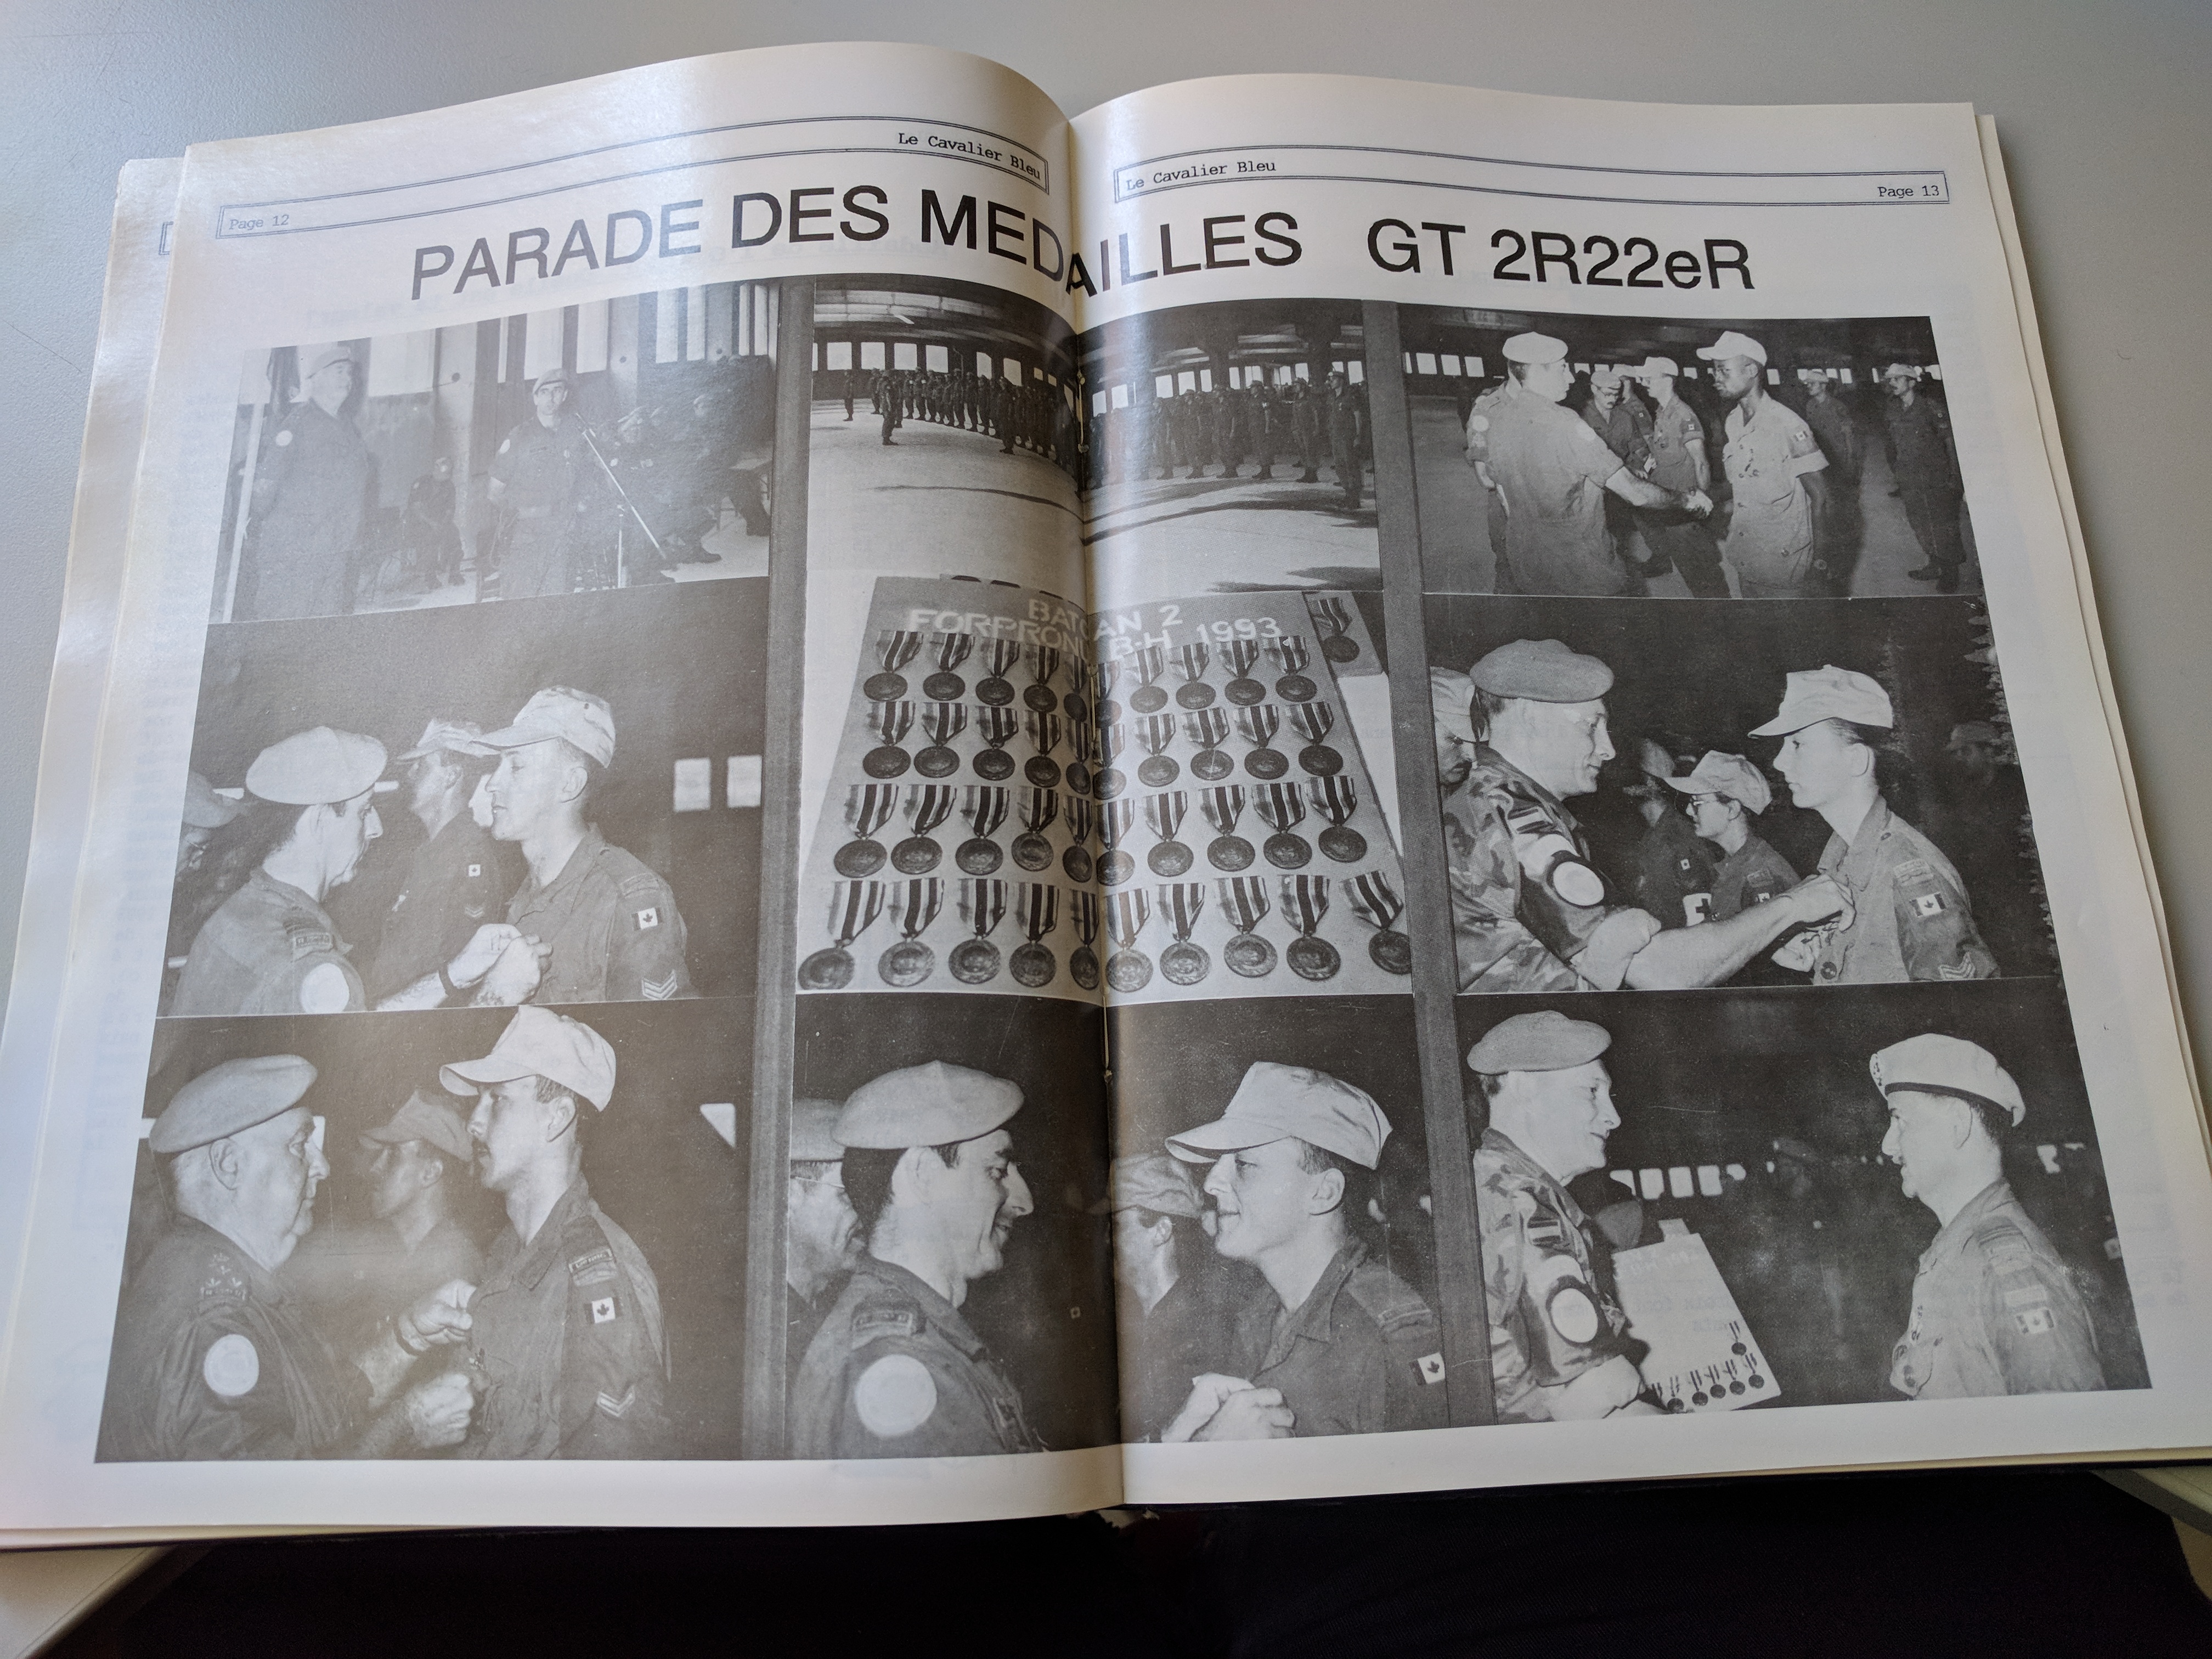 Le Cavalier Bleu
Page 12
Le Cavalier Bleu
Page 13
PARADE DES MEDAILLES GT 2R22eR
BATCAN 2
FORPRONU B-H 1993